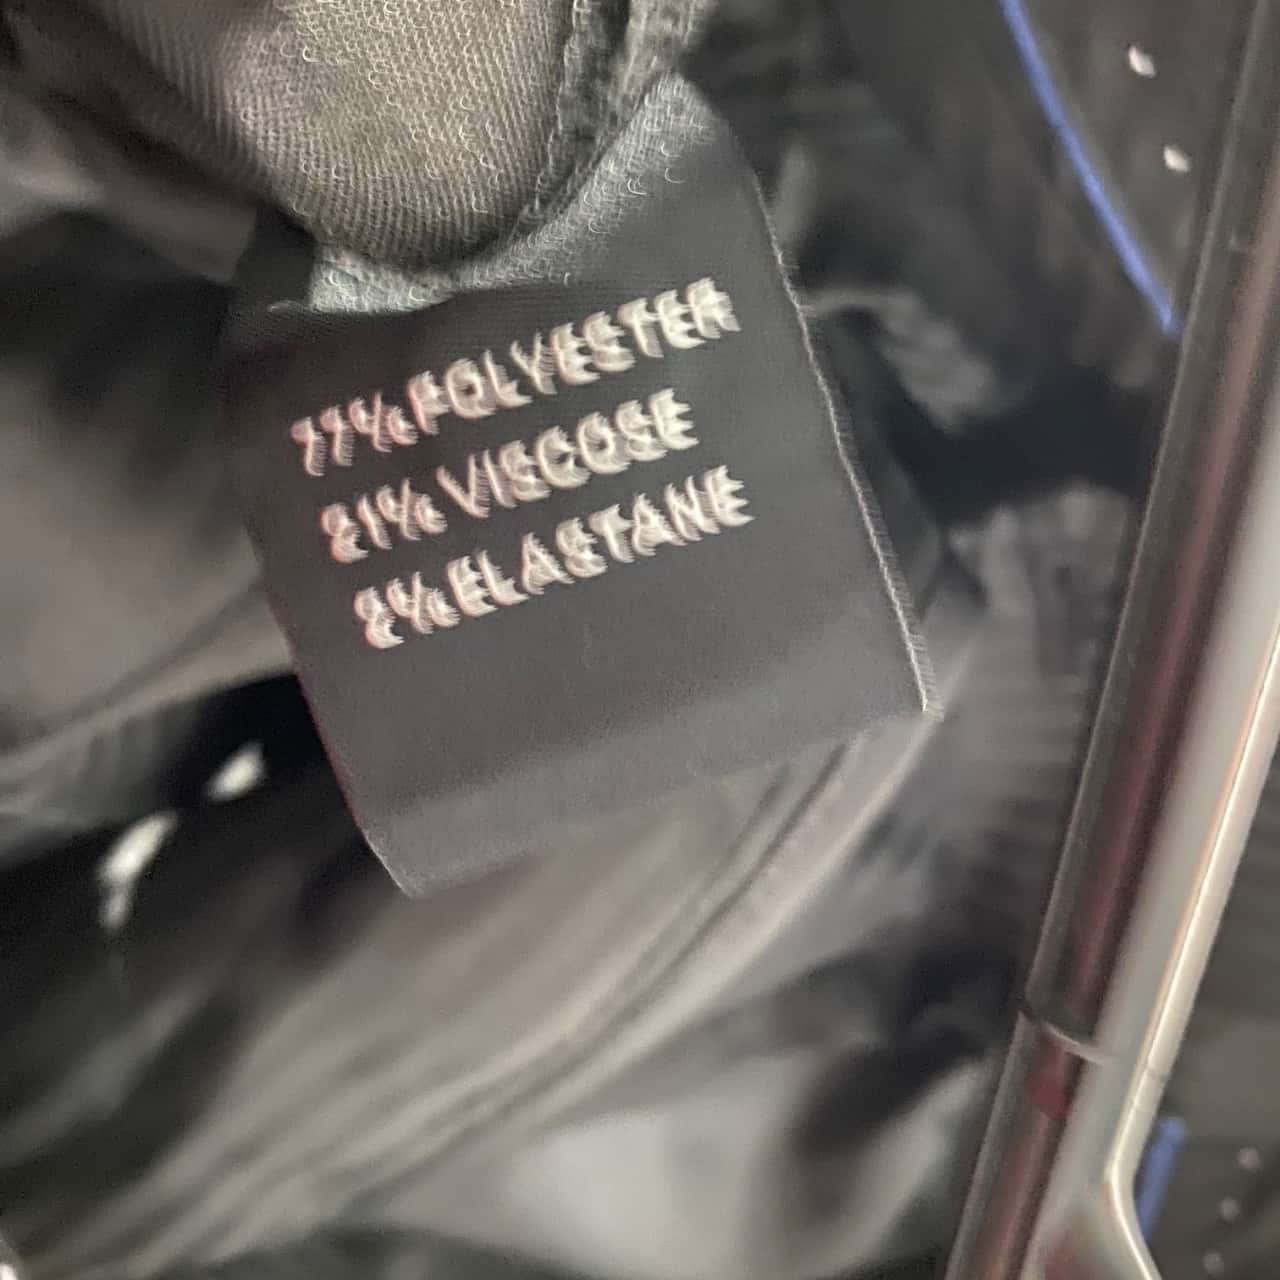 77%POLYESTER
21% VISCOSE
2%ELASTANE